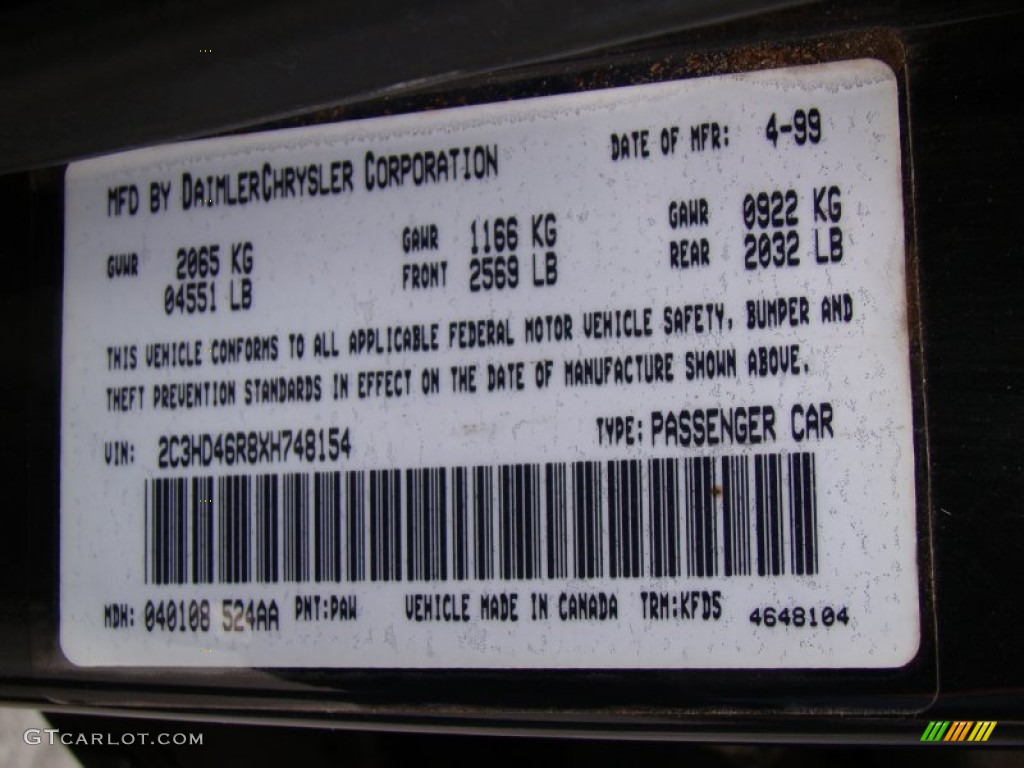 MFD BY DAIMLERCHRYSLER CORPORATION DATE OF MFR: 4-99
GVWR 2065 KG GAWR 1166 KG GAWR 0922 KG
04551 LB FRONT 2569 LB REAR 2032 LB
THIS VEHICLE CONFORMS TO ALL APPLICABLE FEDERAL MOTOR VEHICLE SAFETY, BUMPER AND
THEFT PREVENTION STANDARDS IN EFFECT ON THE DATE OF MANUFACTURE SHOWN ABOVE.
VIN: 2C3HD46R8XH748154 TYPE: PASSENGER CAR
MDH: 040108 524AA PNT:PAW VEHICLE MADE IN CANADA TRM:KFDS 4648104
GTCARLOT.COM